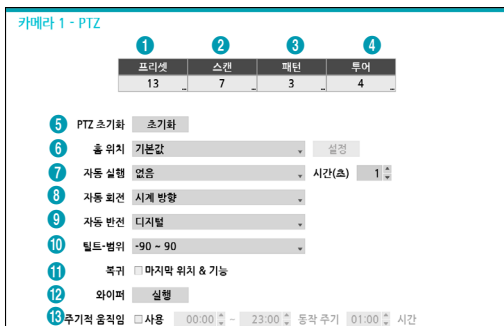 카메라 1 - PTZ
1 2 3 4
프리셋 스캔 패턴 투어
13 ... 7 ... 3 ... 4 ...
5 PTZ 초기화 초기화
6 홈 위치 기본값 설정
7 자동 실행 없음 시간(초) 1
8 자동 회전 시계 방향
9 자동 반전 디지털
10 틸트-범위 -90 ~ 90
11 복귀 마지막 위치 & 기능
12 와이퍼 실행
13 주기적 움직임 사용 00:00 ~ 23:00 동작 주기 01:00 시간